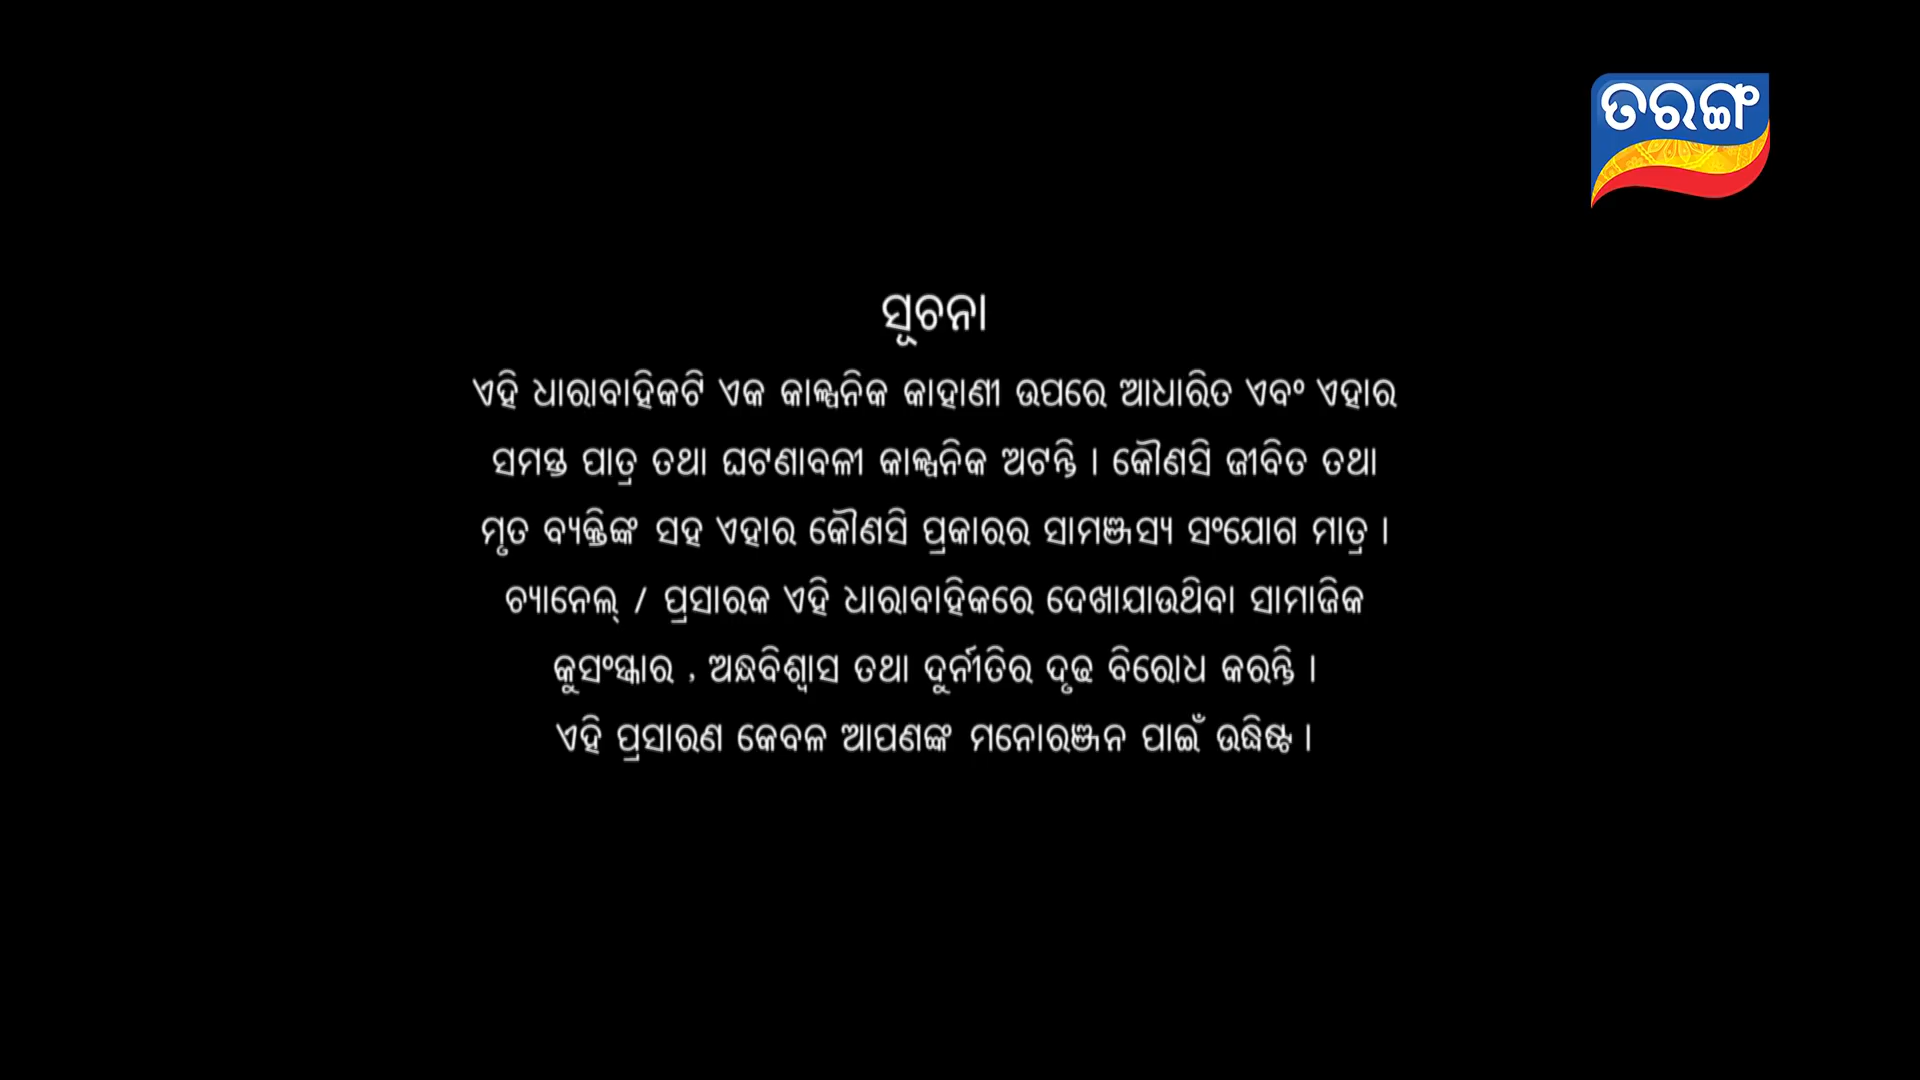 ତରଙ୍ଗ
ସୂଚନା
ଏହି ଧାରାବାହିକଟି ଏକ କାଳ୍ପନିକ କାହାଣୀ ଉପରେ ଆଧାରିତ ଏବଂ ଏହାର
ସମସ୍ତ ପାତ୍ର ତଥା ଘଟଣାବଳୀ କାଳ୍ପନିକ ଅଟନ୍ତି । କୌଣସି ଜୀବିତ ତଥା
ମୃତ ବ୍ୟକ୍ତିଙ୍କ ସହ ଏହାର କୌଣସି ପ୍ରକାରର ସାମଞ୍ଜସ୍ୟ ସଂଯୋଗ ମାତ୍ର ।
ଚ୍ୟାନେଲ୍ / ପ୍ରସାରକ ଏହି ଧାରାବାହିକରେ ଦେଖାଯାଉଥିବା ସାମାଜିକ
କୁସଂସ୍କାର , ଅନ୍ଧବିଶ୍ୱାସ ତଥା ଦୁର୍ନୀତିର ଦୃଢ ବିରୋଧ କରନ୍ତି ।
ଏହି ପ୍ରସାରଣ କେବଳ ଆପଣଙ୍କ ମନୋରଞ୍ଜନ ପାଇଁ ଉଦ୍ଧିଷ୍ଟ ।